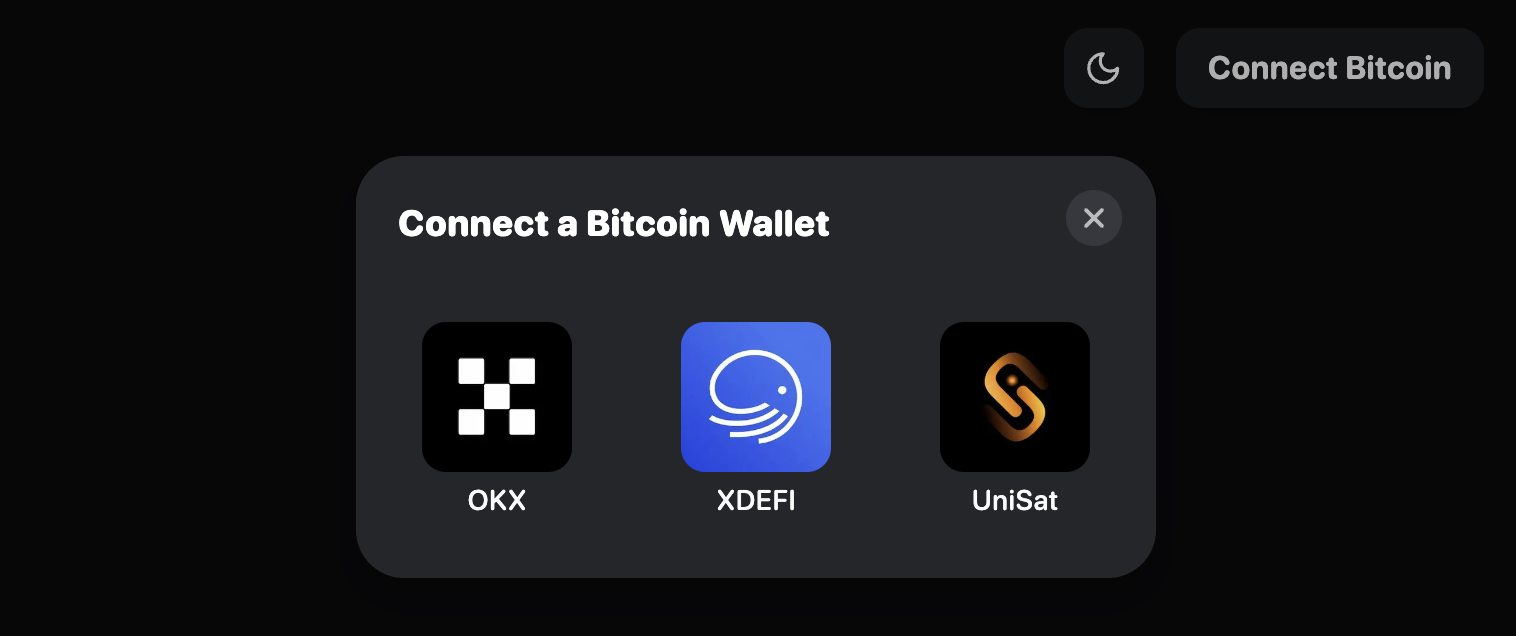 Connect Bitcoin
Connect a Bitcoin Wallet
OKX
XDEFI
UniSat